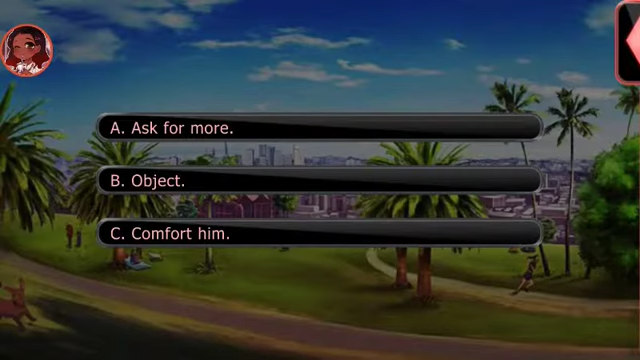 A. Ask for more.
B. Object.
C. Comfort him.